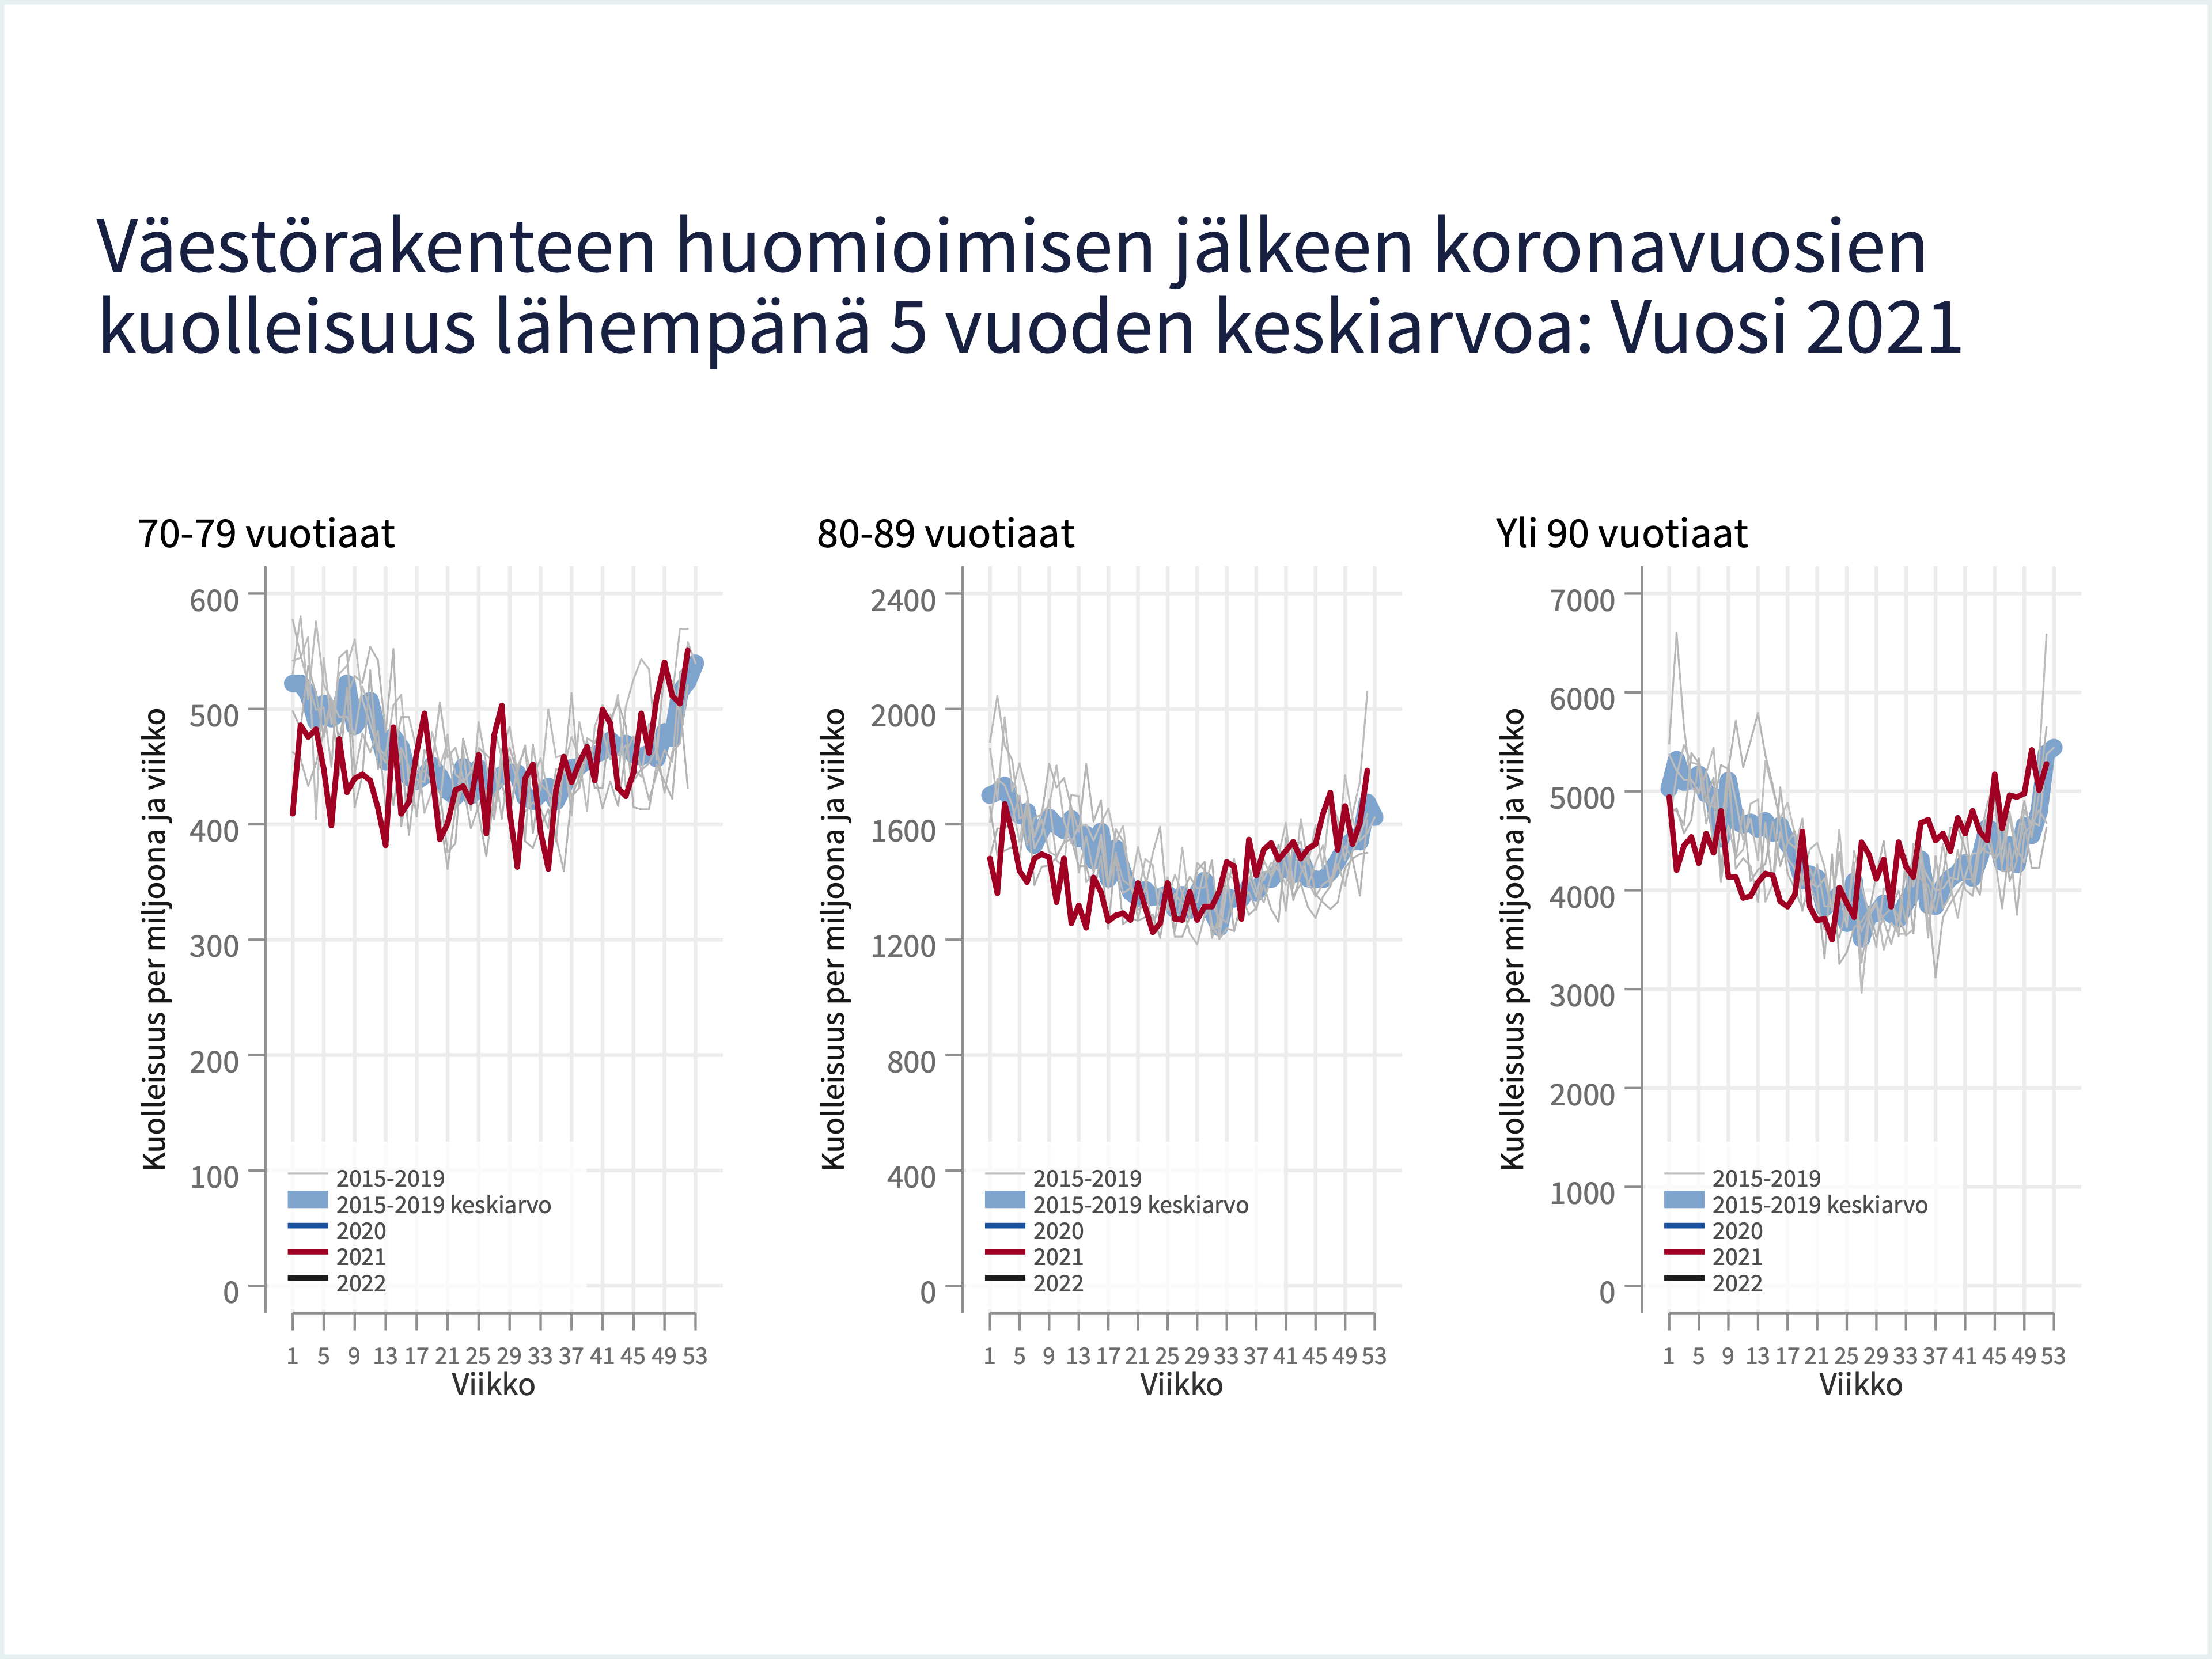 Väestörakenteen huomioimisen jälkeen koronavuosien
kuolleisuus lähempänä 5 vuoden keskiarvoa: Vuosi 2021
70-79 vuotiaat
Kuolleisuus per miljoona ja viikko
600
500
400
300
200
100
0
2015-2019
2015-2019 keskiarvo
2020
2021
2022
1 5 9 13 17 21 25 29 33 37 41 45 49 53
Viikko
80-89 vuotiaat
Kuolleisuus per miljoona ja viikko
2400
2000
1600
1200
800
400
0
2015-2019
2015-2019 keskiarvo
2020
2021
2022
1 5 9 13 17 21 25 29 33 37 41 45 49 53
Viikko
Yli 90 vuotiaat
Kuolleisuus per miljoona ja viikko
7000
6000
5000
4000
3000
2000
1000
0
2015-2019
2015-2019 keskiarvo
2020
2021
2022
1 5 9 13 17 21 25 29 33 37 41 45 49 53
Viikko